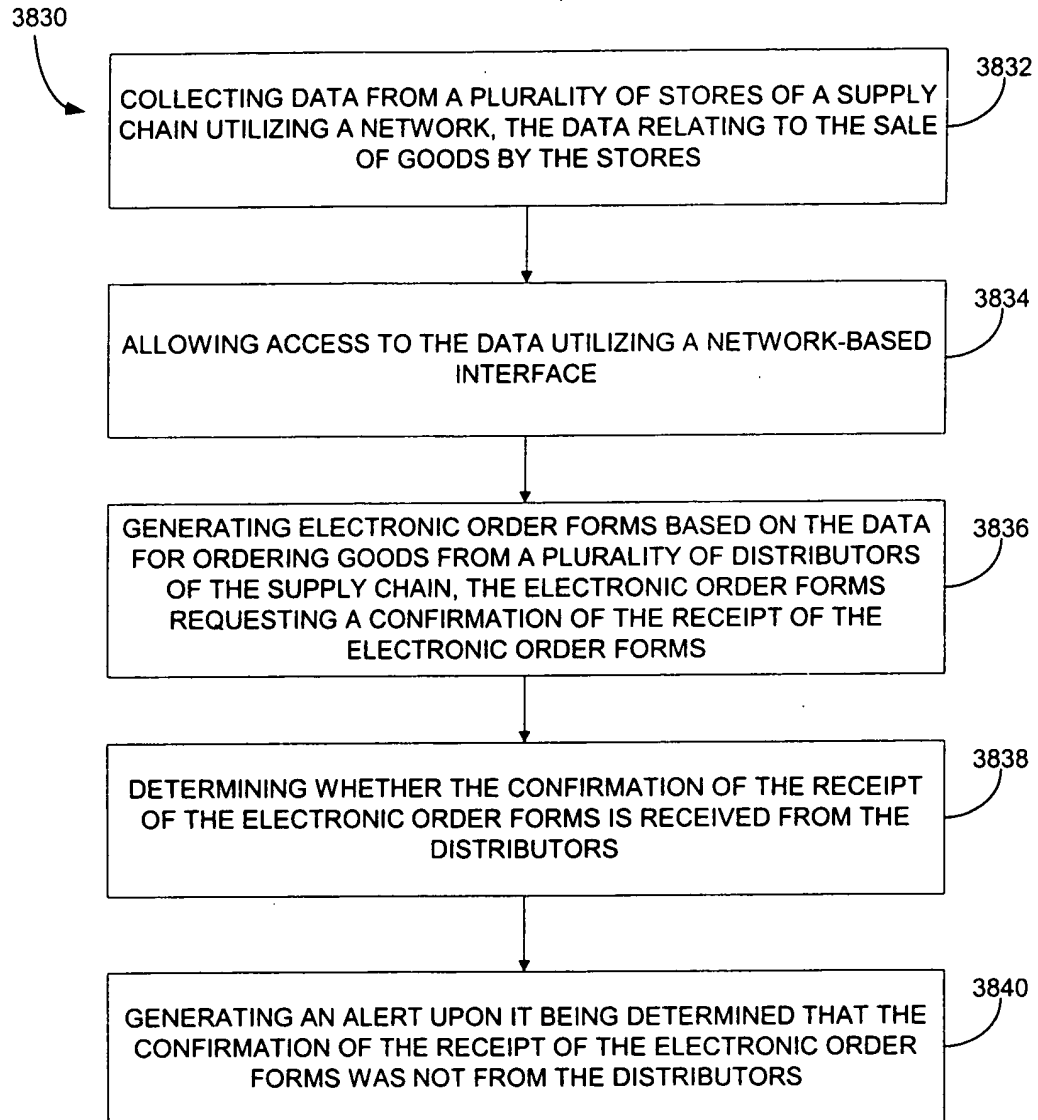 3830
COLLECTING DATA FROM A PLURALITY OF STORES OF A SUPPLY
CHAIN UTILIZING A NETWORK, THE DATA RELATING TO THE SALE
OF GOODS BY THE STORES
3832
ALLOWING ACCESS TO THE DATA UTILIZING A NETWORK-BASED
INTERFACE
3834
GENERATING ELECTRONIC ORDER FORMS BASED ON THE DATA
FOR ORDERING GOODS FROM A PLURALITY OF DISTRIBUTORS
OF THE SUPPLY CHAIN, THE ELECTRONIC ORDER FORMS
REQUESTING A CONFIRMATION OF THE RECEIPT OF THE
ELECTRONIC ORDER FORMS
3836
DETERMINING WHETHER THE CONFIRMATION OF THE RECEIPT
OF THE ELECTRONIC ORDER FORMS IS RECEIVED FROM THE
DISTRIBUTORS
3838
GENERATING AN ALERT UPON IT BEING DETERMINED THAT THE
CONFIRMATION OF THE RECEIPT OF THE ELECTRONIC ORDER
FORMS WAS NOT FROM THE DISTRIBUTORS
3840